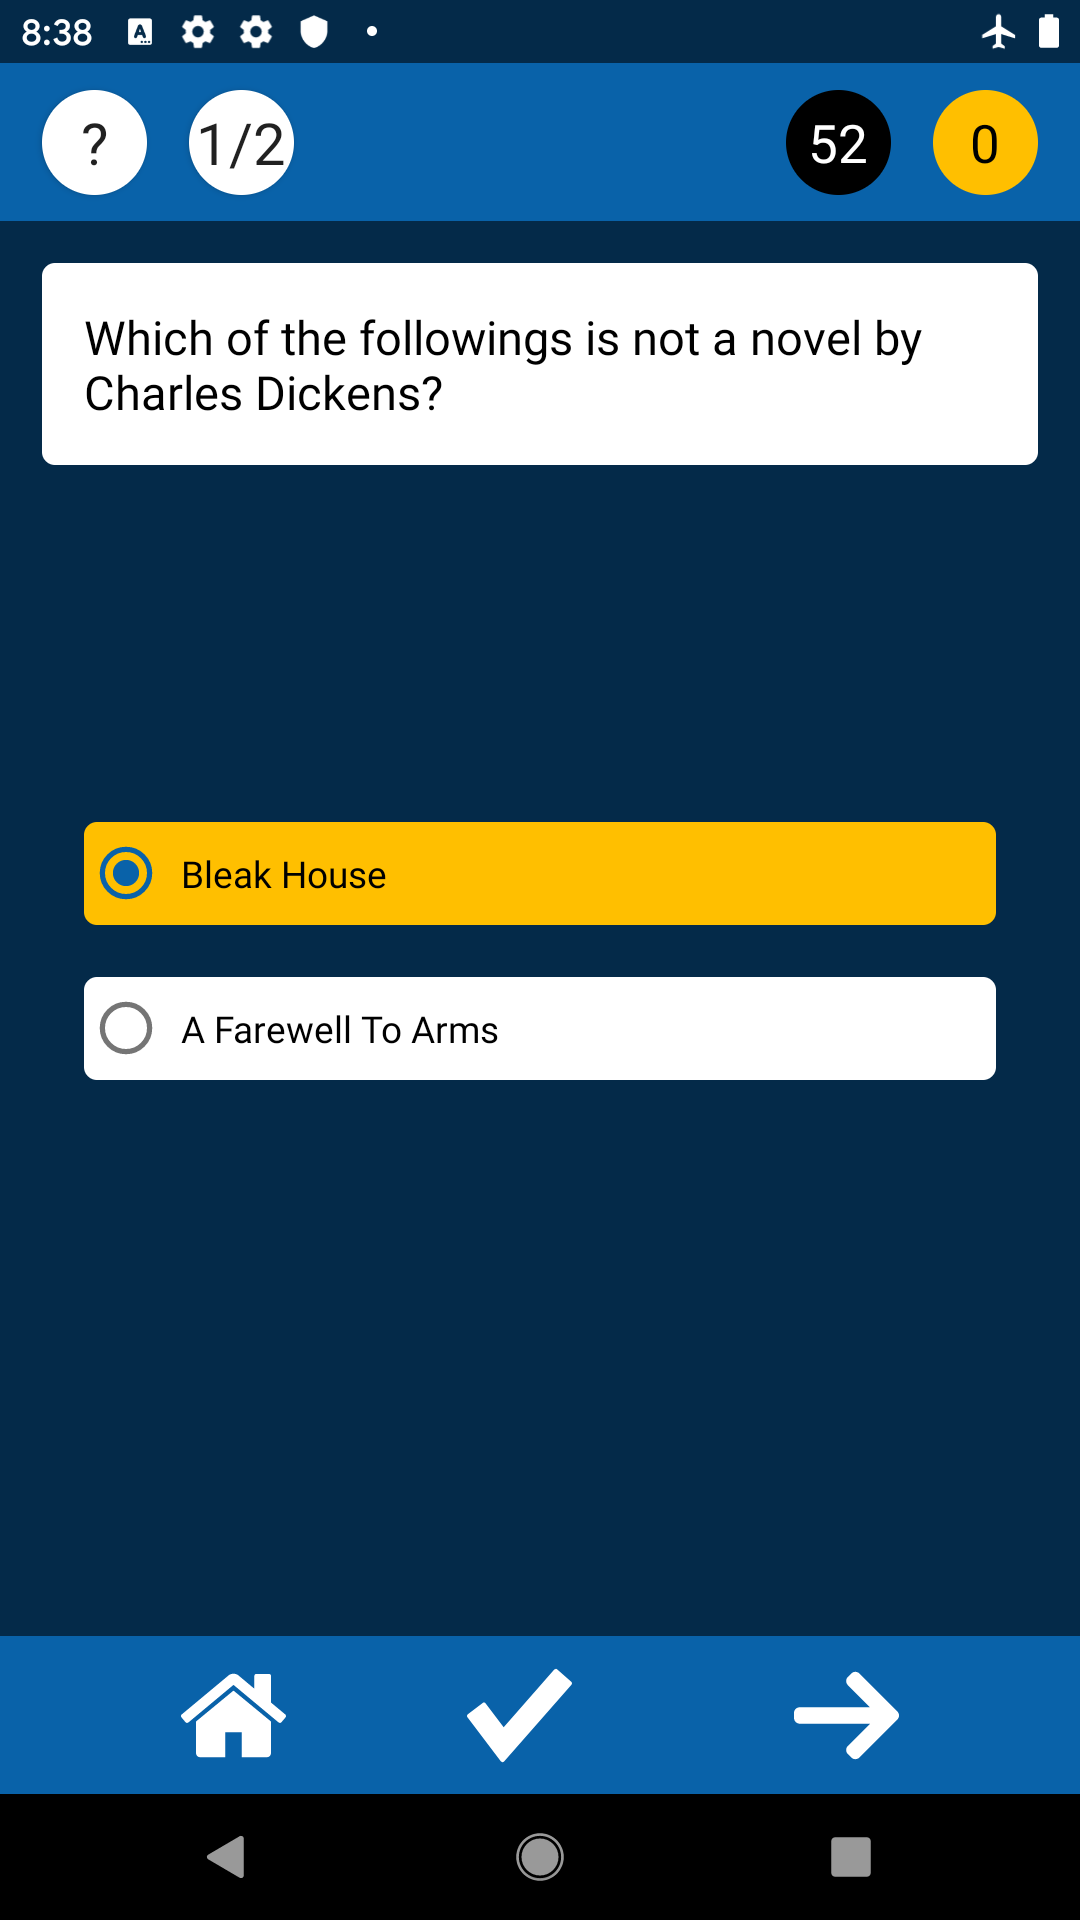 8:38
? 1/2 52 0
Which of the followings is not a novel by
Charles Dickens?
Bleak House
A Farewell To Arms